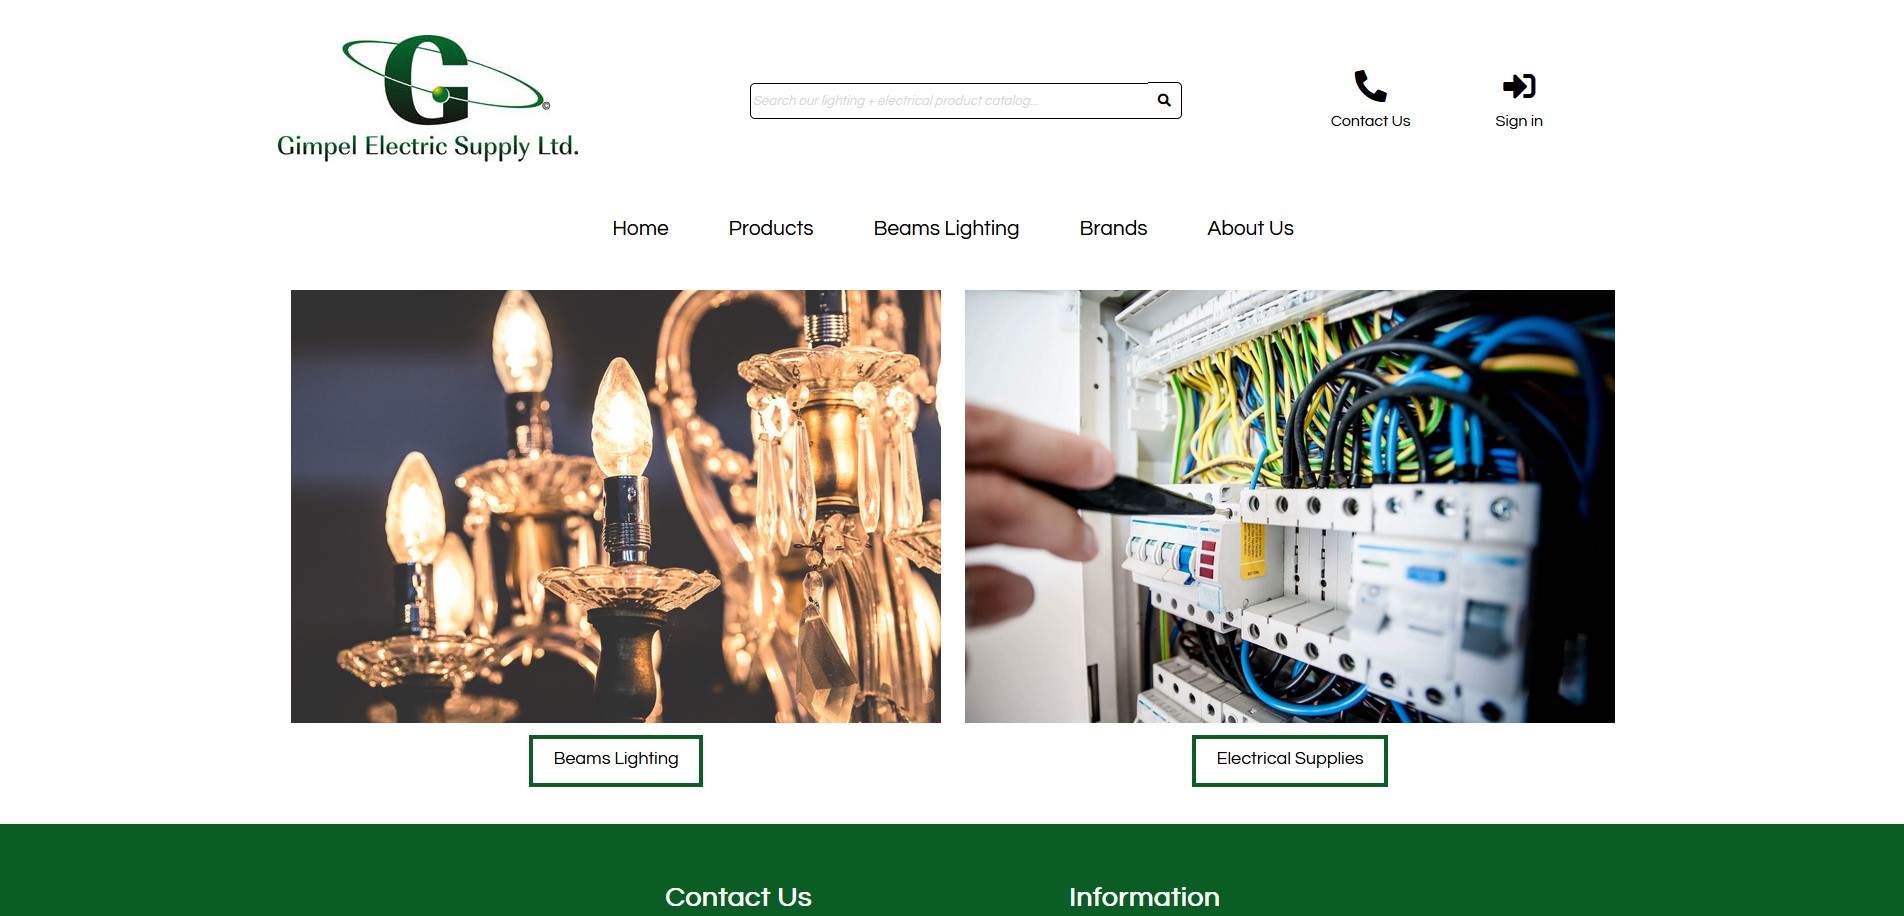 G
©
Gimpel Electric Supply Ltd.
Search our lighting + electrical product catalog...
Contact Us
Sign in
Home
Products
Beams Lighting
Brands
About Us
Beams Lighting
Electrical Supplies
Contact Us
Information